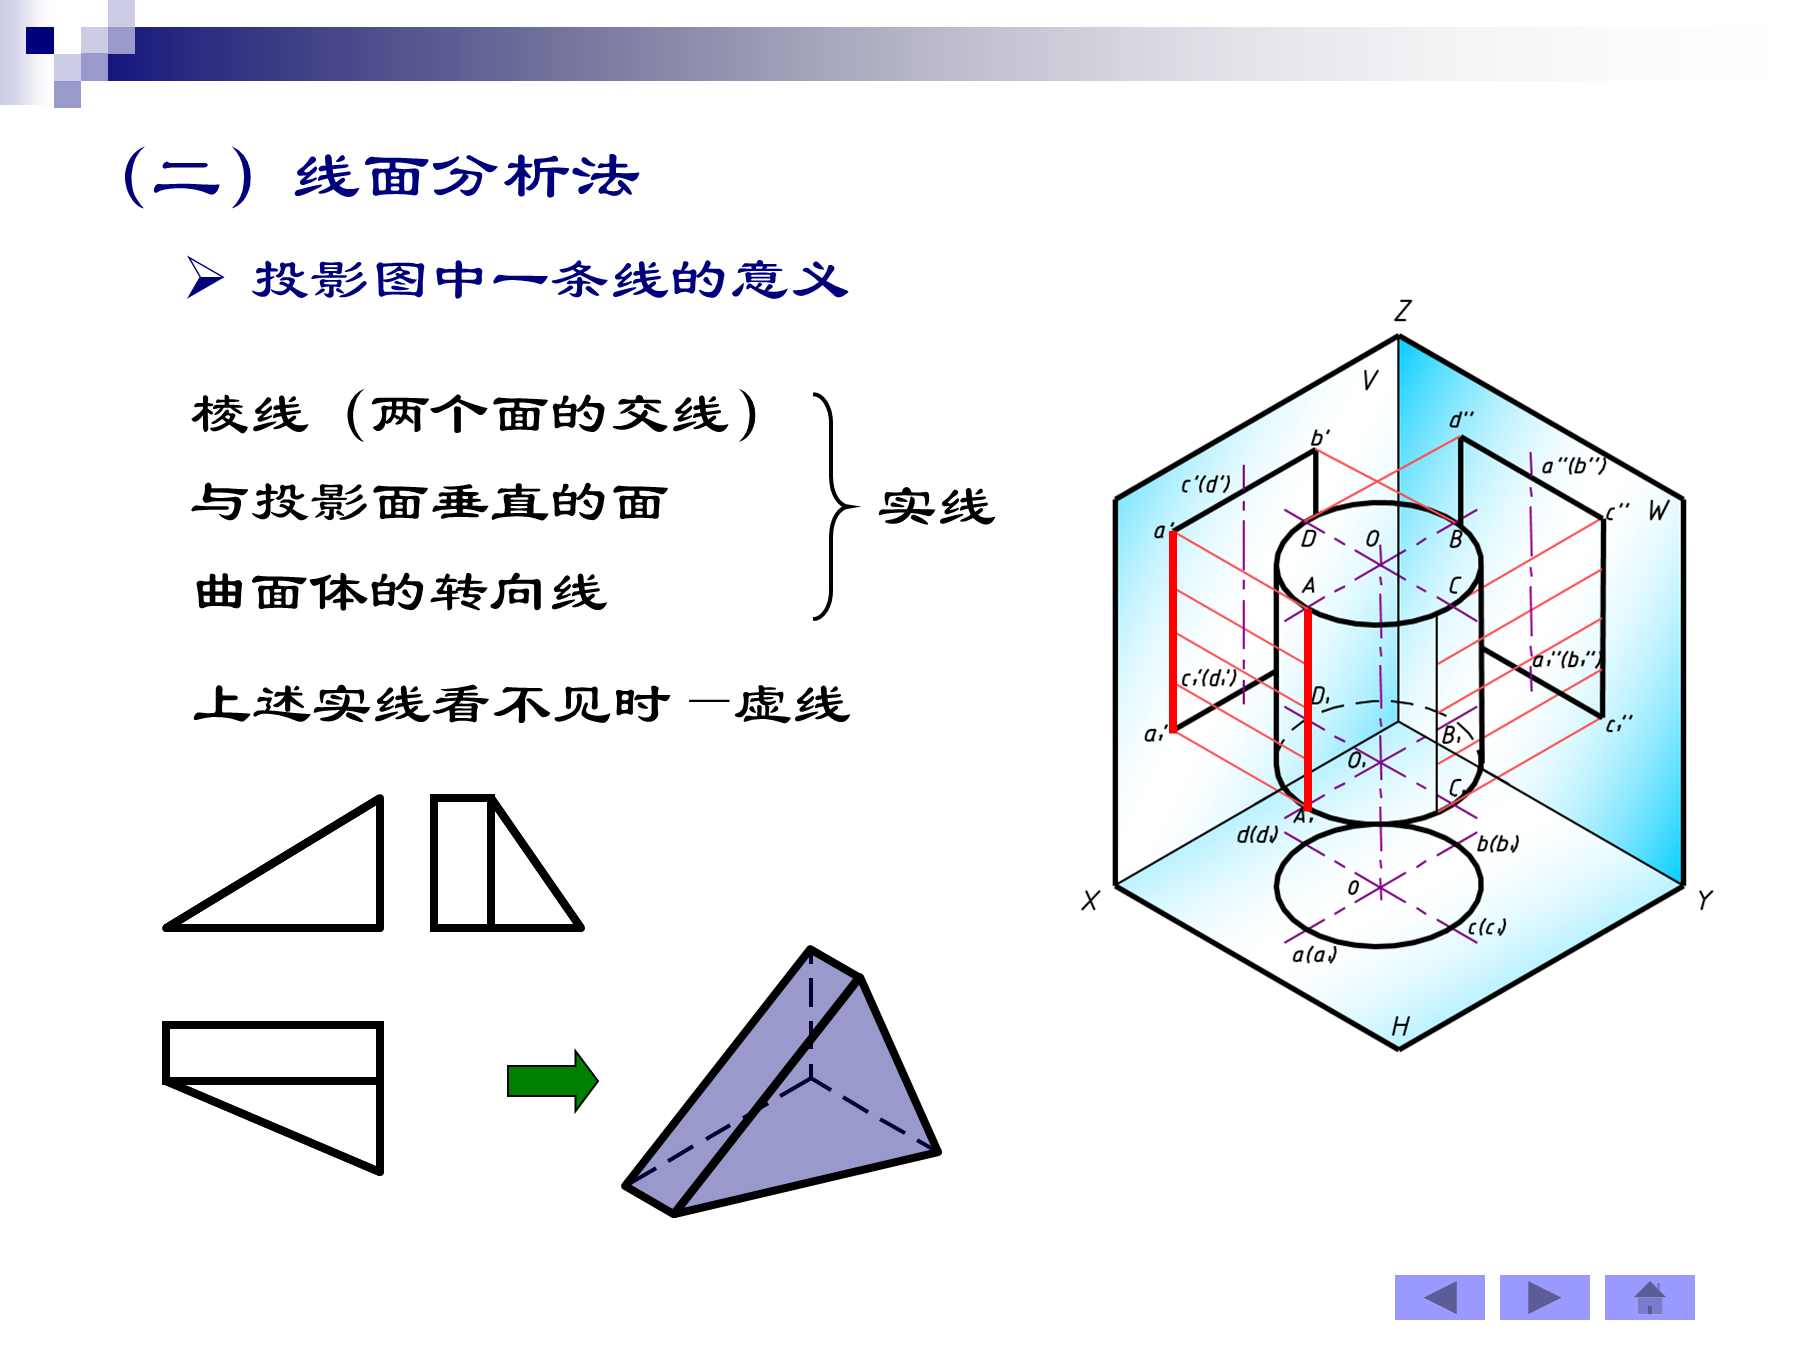 （二）线面分析法
投影图中一条线的意义
棱线（两个面的交线）
与投影面垂直的面
曲面体的转向线
实线
上述实线看不见时 —虚线
Z
V
d''
b'
a''(b'')
c'(d')
c''
W
a'
D
O
B
A
C
a₁''(b₁'')
c₁'(d₁')
D₁
c₁''
a₁'
B₁
O₁
C₁
A₁
d(d₁)
b(b₁)
X
o
Y
c(c₁)
a(a₁)
H